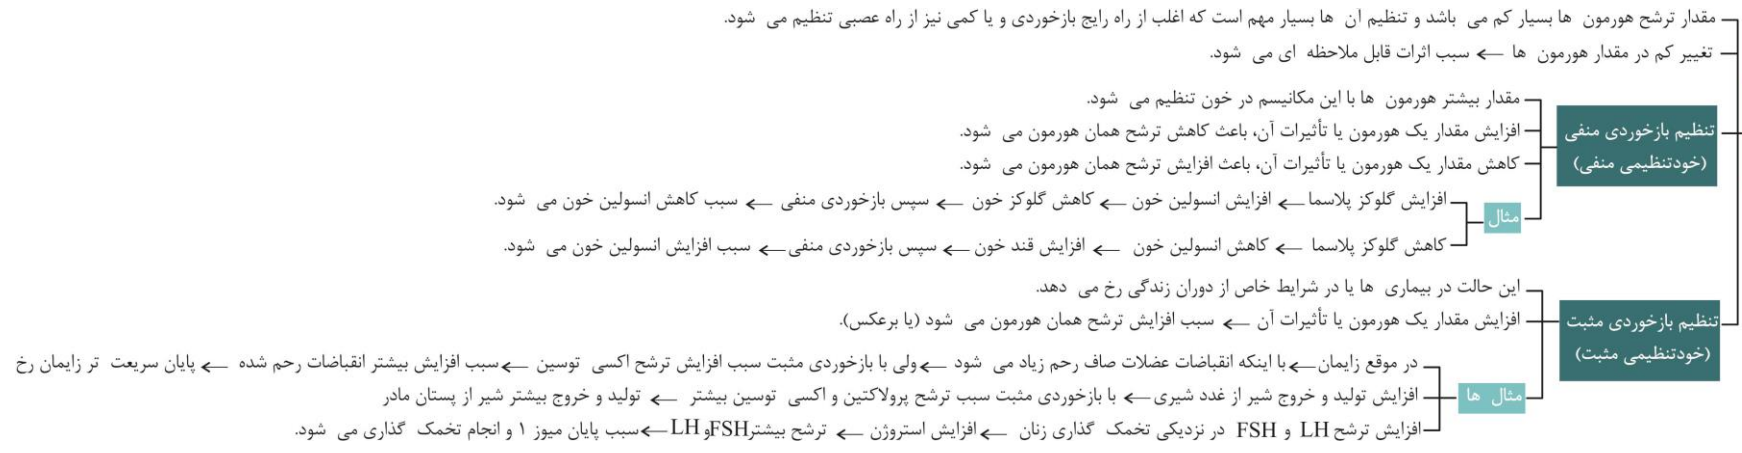 مقدار ترشح هورمون ها بسیار کم می باشد و تنظیم ان ها بسیار مهم است که اغلب از راه رایج بازخوردی و یا کمی نیز از راه عصبی تنظیم می شود.
تغییر کم در مقدار هورمون ها ← سبب اثرات قابل ملاحظه ای می شود.
تنظیم بازخوردی منفی
(خودتنظیمی منفی)
مقدار بیشتر هورمون ها با این مکانیسم در خون تنظیم می شود.
افزایش مقدار یک هورمون یا تأثیرات آن، باعث کاهش ترشح همان هورمون می شود.
کاهش مقدار یک هورمون یا تأثیرات آن، باعث افزایش ترشح همان هورمون می شود.
مثال
افزایش گلوکز پلاسما ← افزایش انسولین خون ← کاهش گلوکز خون ← سپس بازخوردی منفی ← سبب کاهش انسولین خون می شود.
کاهش گلوکز پلاسما ← کاهش انسولین خون ← افزایش قند خون ← سپس بازخوردی منفی ← سبب افزایش انسولین خون می شود.
تنظیم بازخوردی مثبت
(خودتنظیمی مثبت)
این حالت در بیماری ها یا در شرایط خاص از دوران زندگی رخ می دهد.
افزایش مقدار یک هورمون یا تأثیرات آن ← سبب افزایش ترشح همان هورمون می شود (یا برعکس).
مثال ها
در موقع زایمان ← با اینکه انقباضات عضلات صاف رحم زیاد می شود ← ولی با بازخوردی مثبت سبب افزایش ترشح اکسی توسین ← سبب افزایش بیشتر انقباضات رحم شده ← پایان سریعت تر زایمان رخ
افزایش تولید و خروج شیر از غدد شیری ← با بازخوردی مثبت سبب ترشح پرولاکتین و اکسی توسین بیشتر ← تولید و خروج بیشتر شیر از پستان مادر
افزایش ترشح LH و FSH در نزدیکی تخمک گذاری زنان ← افزایش استروژن ← ترشح بیشتر FSH و LH ← سبب پایان میوز ۱ و انجام تخمک گذاری می شود.